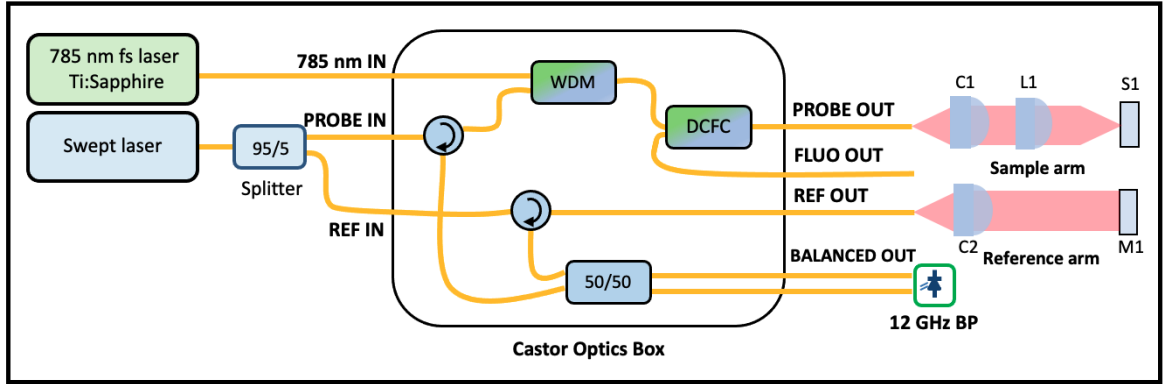 785 nm fs laser
Ti:Sapphire
Swept laser
95/5
Splitter
785 nm IN
PROBE IN
REF IN
WDM
DCFC
50/50
PROBE OUT
FLUO OUT
REF OUT
BALANCED OUT
C1
L1
S1
Sample arm
C2
M1
Reference arm
12 GHz BP
Castor Optics Box